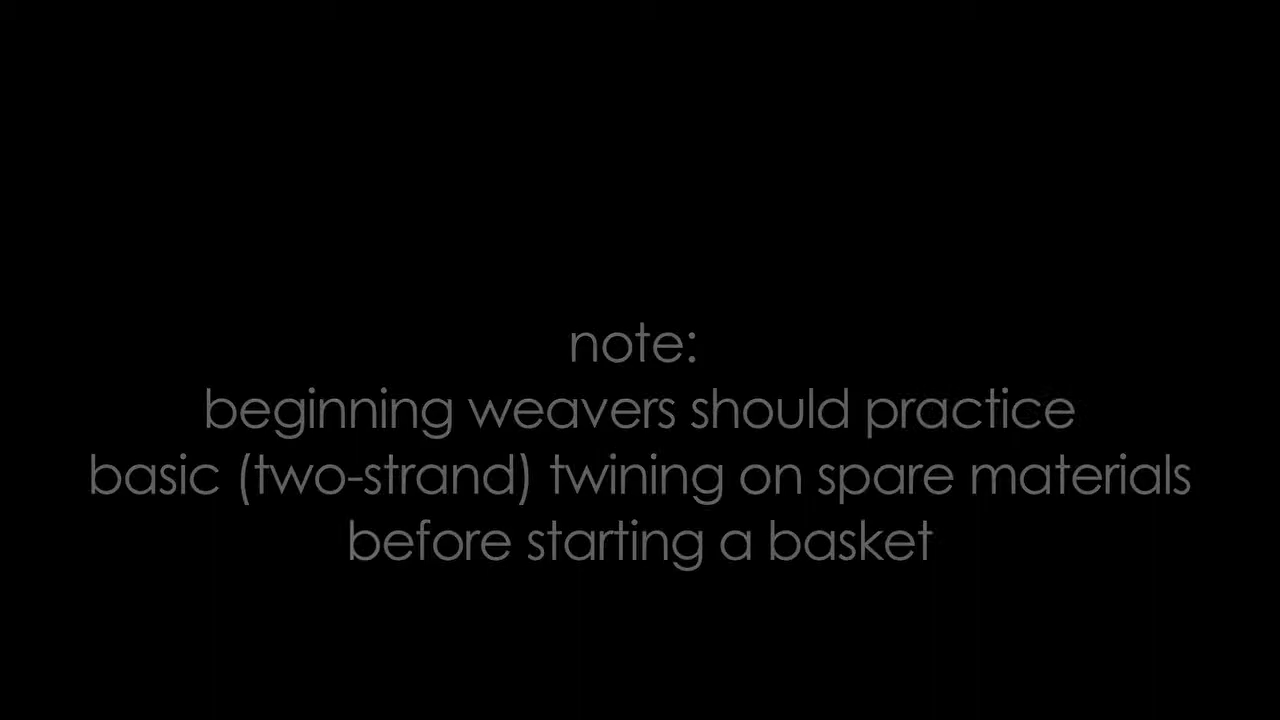 note:
beginning weavers should practice
basic (two-strand) twining on spare materials
before starting a basket